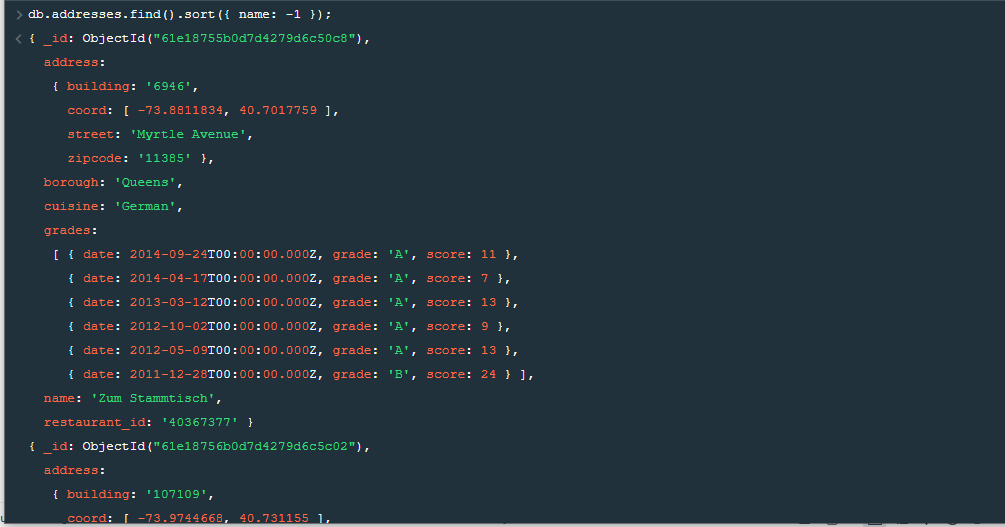 > db.addresses.find().sort({ name: -1 });
< { _id: ObjectId("61e18755b0d7d4279d6c50c8"),
address:
{ building: '6946',
coord: [ -73.8811834, 40.7017759 ],
street: 'Myrtle Avenue',
zipcode: '11385' },
borough: 'Queens',
cuisine: 'German',
grades:
[ { date: 2014-09-24T00:00:00.000Z, grade: 'A', score: 11 },
{ date: 2014-04-17T00:00:00.000Z, grade: 'A', score: 7 },
{ date: 2013-03-12T00:00:00.000Z, grade: 'A', score: 13 },
{ date: 2012-10-02T00:00:00.000Z, grade: 'A', score: 9 },
{ date: 2012-05-09T00:00:00.000Z, grade: 'A', score: 13 },
{ date: 2011-12-28T00:00:00.000Z, grade: 'B', score: 24 } ],
name: 'Zum Stammtisch',
restaurant_id: '40367377' }
{ _id: ObjectId("61e18756b0d7d4279d6c5c02"),
address:
{ building: '107109',
coord: [ -73.9744668, 40.731155 ],